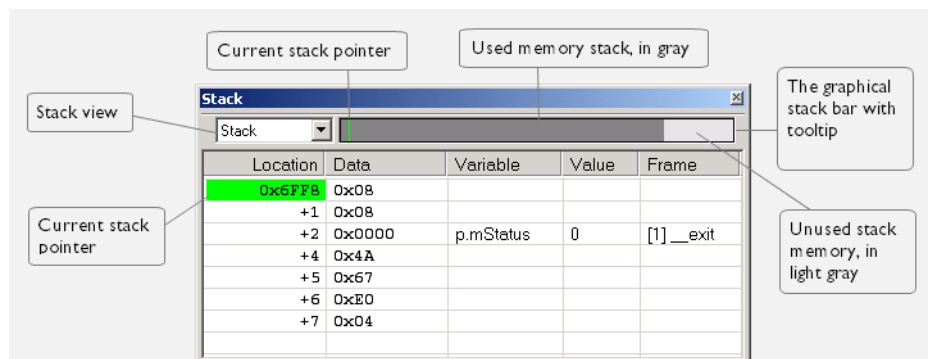 Current stack pointer
Used memory stack, in gray
The graphical
stack bar with
tooltip
Stack view
Stack
Stack
Location Data Variable Value Frame
0x6FF8 0x08
+1 0x08
+2 0x0000 p.mStatus 0 [1] __exit
+4 0x4A
+5 0x67
+6 0xE0
+7 0x04
Current stack
pointer
Unused stack
memory, in
light gray